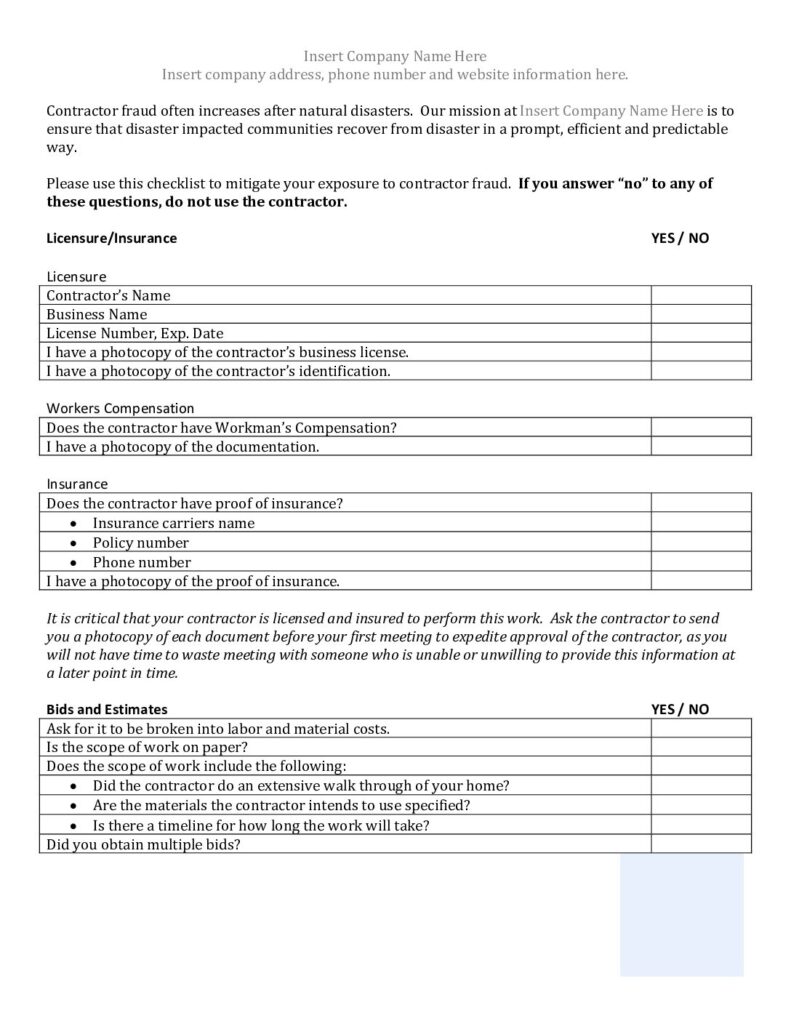 Insert Company Name Here
Insert company address, phone number and website information here.
Contractor fraud often increases after natural disasters.  Our mission at Insert Company Name Here is to
ensure that disaster impacted communities recover from disaster in a prompt, efficient and predictable
way.
Please use this checklist to mitigate your exposure to contractor fraud.  If you answer “no” to any of
these questions, do not use the contractor.
Licensure/Insurance YES / NO
Licensure
Contractor’s Name
Business Name
License Number, Exp. Date
I have a photocopy of the contractor’s business license.
I have a photocopy of the contractor’s identification.
Workers Compensation
Does the contractor have Workman’s Compensation?
I have a photocopy of the documentation.
Insurance
Does the contractor have proof of insurance?
• Insurance carriers name
• Policy number
• Phone number
I have a photocopy of the proof of insurance.
It is critical that your contractor is licensed and insured to perform this work.  Ask the contractor to send
you a photocopy of each document before your first meeting to expedite approval of the contractor, as you
will not have time to waste meeting with someone who is unable or unwilling to provide this information at
a later point in time.
Bids and Estimates YES / NO
Ask for it to be broken into labor and material costs.
Is the scope of work on paper?
Does the scope of work include the following:
• Did the contractor do an extensive walk through of your home?
• Are the materials the contractor intends to use specified?
• Is there a timeline for how long the work will take?
Did you obtain multiple bids?